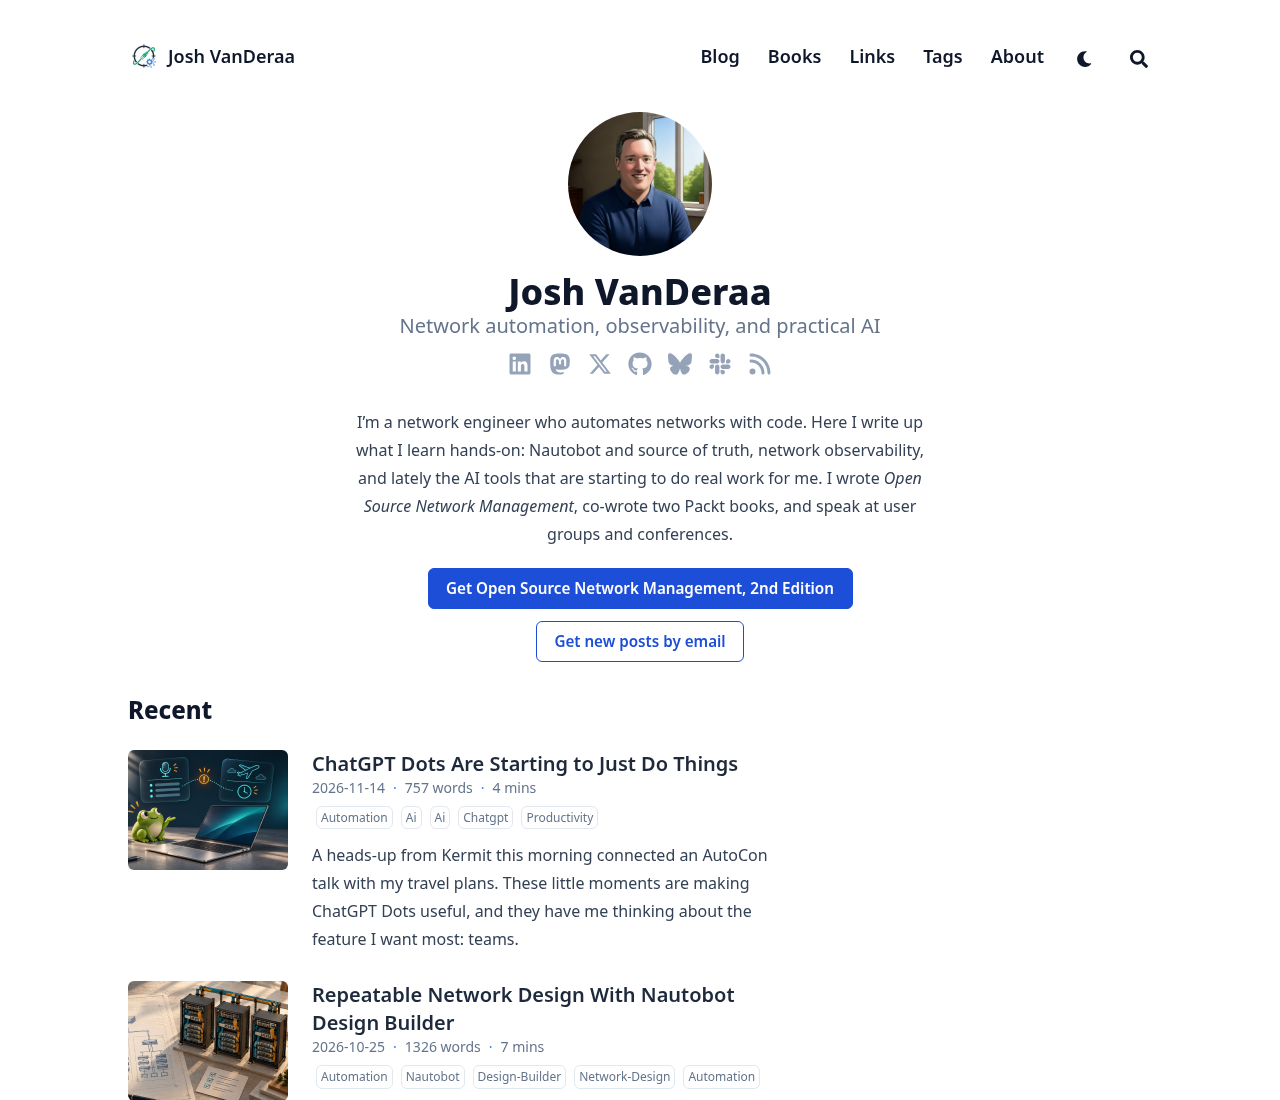 Josh VanDeraa
Blog Books Links Tags About
Josh VanDeraa
Network automation, observability, and practical AI
I’m a network engineer who automates networks with code. Here I write up
what I learn hands-on: Nautobot and source of truth, network observability,
and lately the AI tools that are starting to do real work for me. I wrote Open
Source Network Management, co-wrote two Packt books, and speak at user
groups and conferences.
Get Open Source Network Management, 2nd Edition
Get new posts by email
Recent
ChatGPT Dots Are Starting to Just Do Things
2026-11-14 · 757 words · 4 mins
Automation Ai Ai Chatgpt Productivity
A heads-up from Kermit this morning connected an AutoCon
talk with my travel plans. These little moments are making
ChatGPT Dots useful, and they have me thinking about the
feature I want most: teams.
Repeatable Network Design With Nautobot
Design Builder
2026-10-25 · 1326 words · 7 mins
Automation Nautobot Design-Builder Network-Design Automation